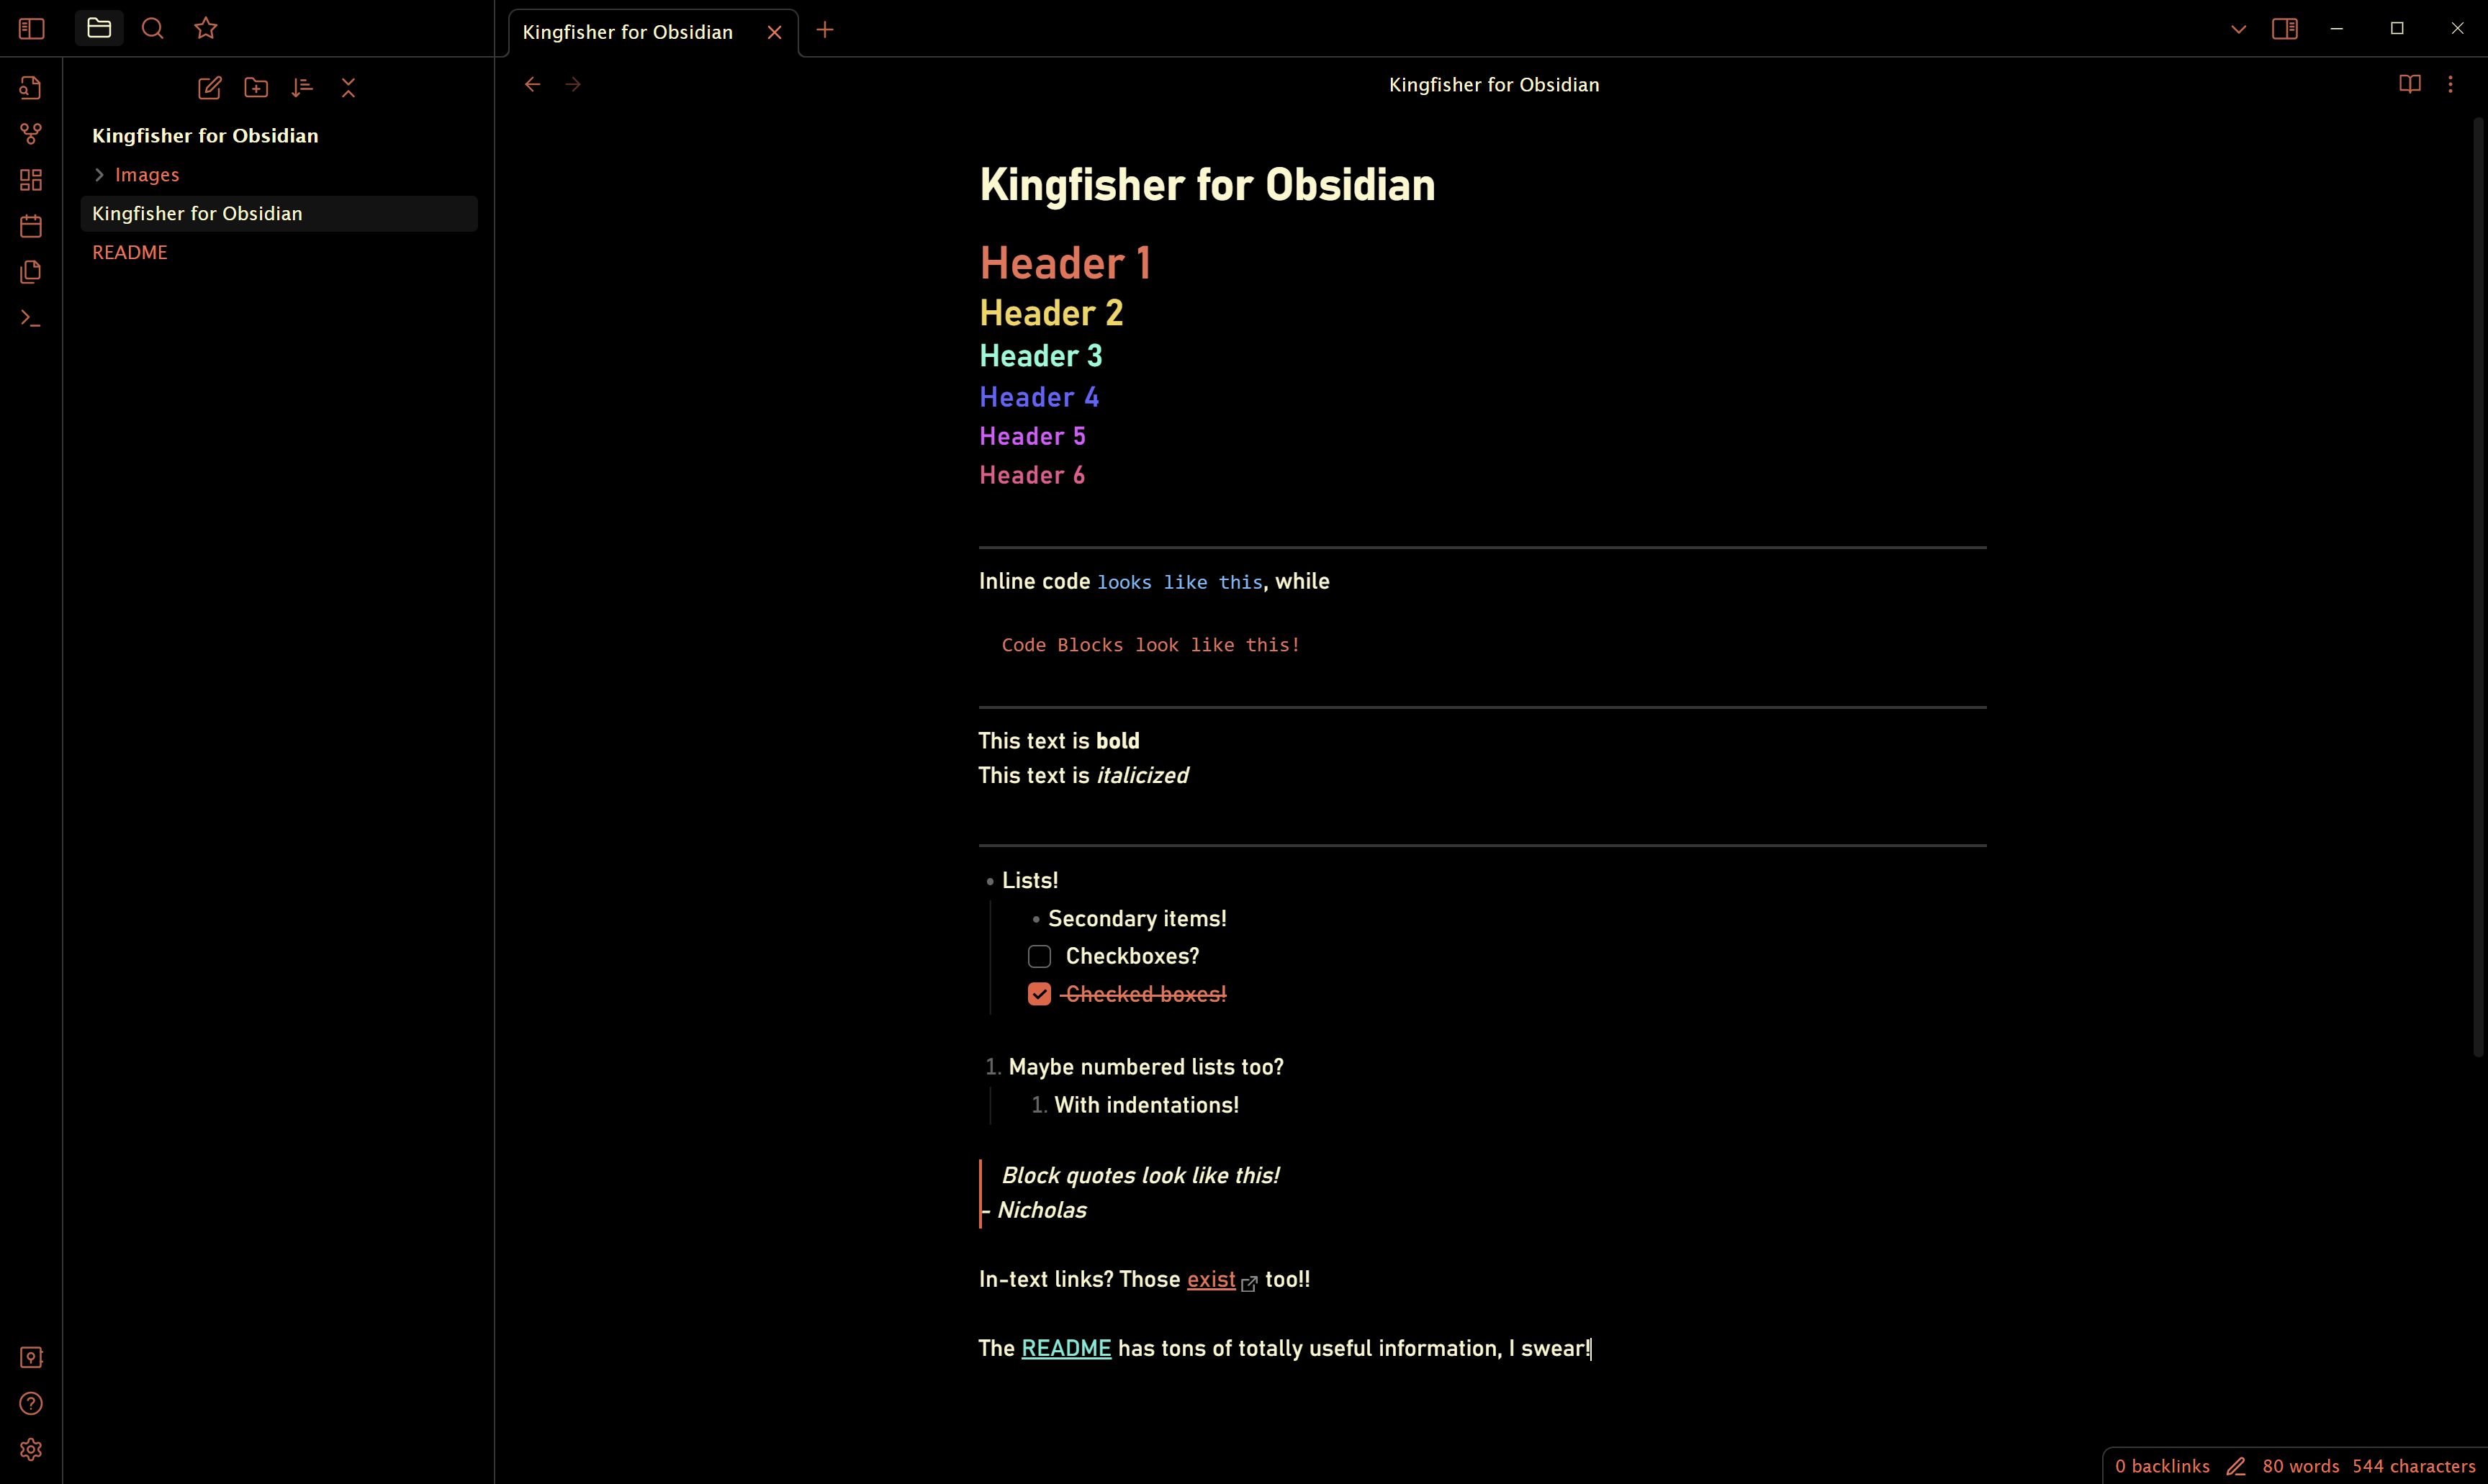 Kingfisher for Obsidian
Kingfisher for Obsidian
Images
Kingfisher for Obsidian
README
Kingfisher for Obsidian
Kingfisher for Obsidian
Header 1
Header 2
Header 3
Header 4
Header 5
Header 6
Inline code looks like this, while
Code Blocks look like this!
This text is bold
This text is italicized
Lists!
Secondary items!
Checkboxes?
Checked boxes!
1. Maybe numbered lists too?
1. With indentations!
Block quotes look like this!
- Nicholas
In-text links? Those exist too!!
The README has tons of totally useful information, I swear!
0 backlinks 80 words 544 characters